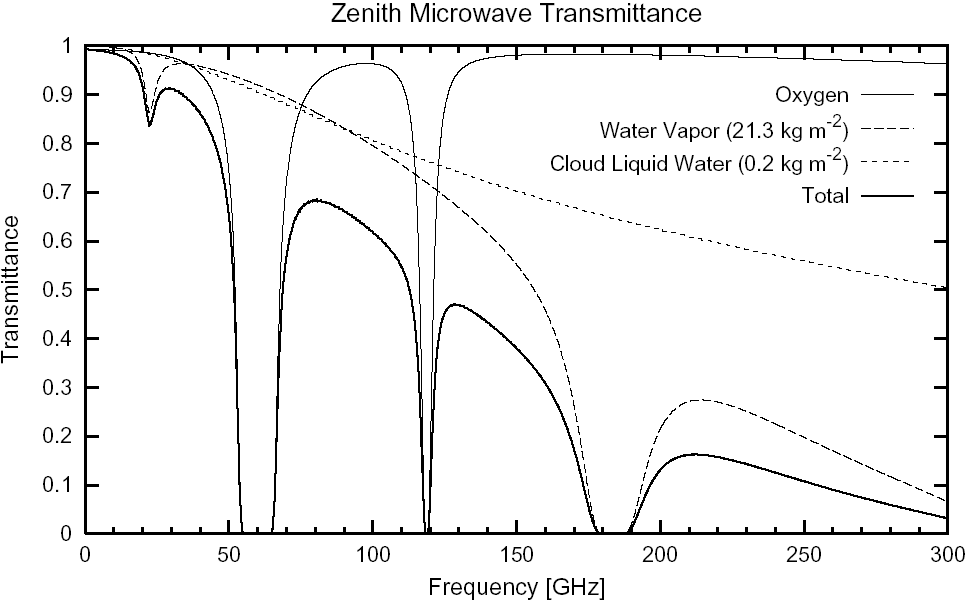 Zenith Microwave Transmittance
1
0.9
0.8
0.7
0.6
0.5
0.4
0.3
0.2
0.1
0
Transmittance
Oxygen
Water Vapor (21.3 kg m-2)
Cloud Liquid Water (0.2 kg m-2)
Total
0 50 100 150 200 250 300
Frequency [GHz]